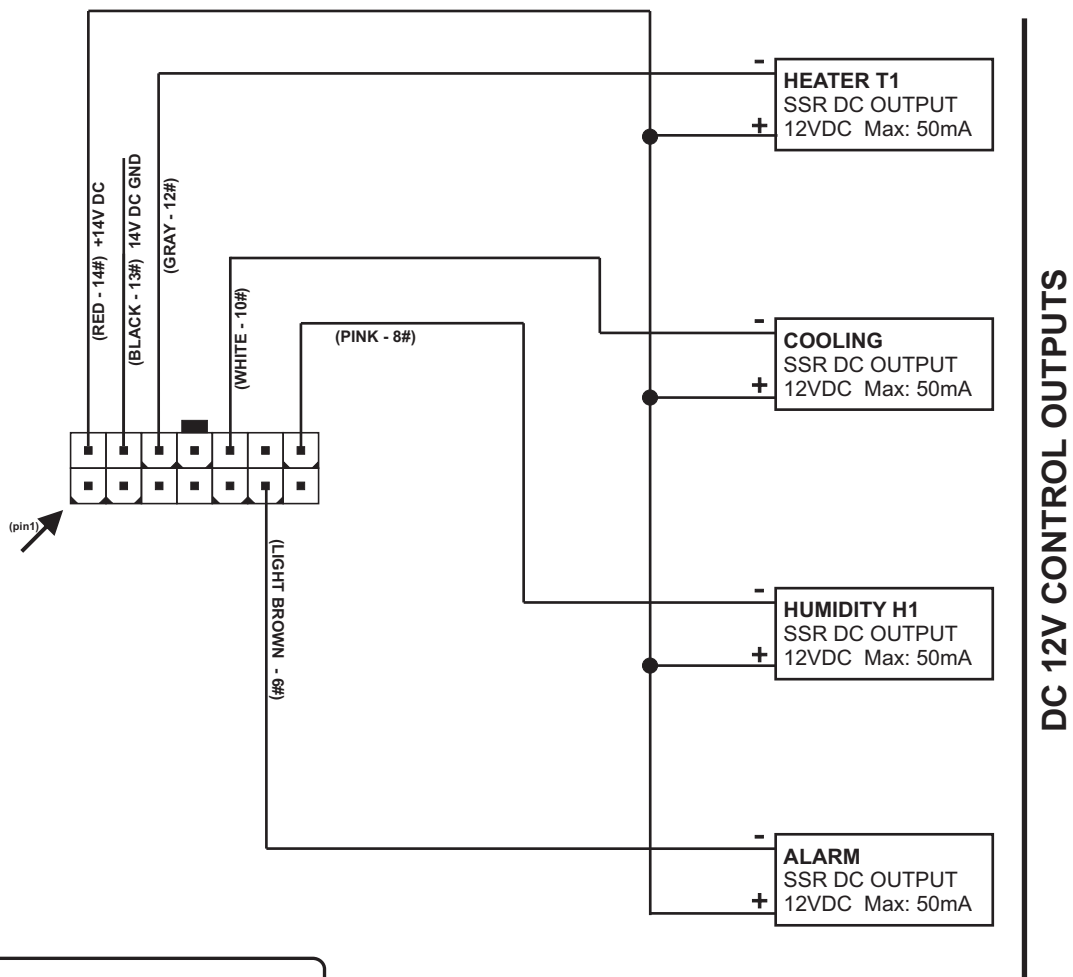 -
HEATER T1
SSR DC OUTPUT
+
12VDC Max: 50mA
(RED - 14#) +14V DC
(BLACK - 13#) 14V DC GND
(GRAY - 12#)
(WHITE - 10#)
(PINK - 8#)
-
COOLING
SSR DC OUTPUT
+
12VDC Max: 50mA
(pin1)
(LIGHT BROWN - 6#)
-
HUMIDITY H1
SSR DC OUTPUT
+
12VDC Max: 50mA
-
ALARM
SSR DC OUTPUT
+
12VDC Max: 50mA
DC 12V CONTROL OUTPUTS